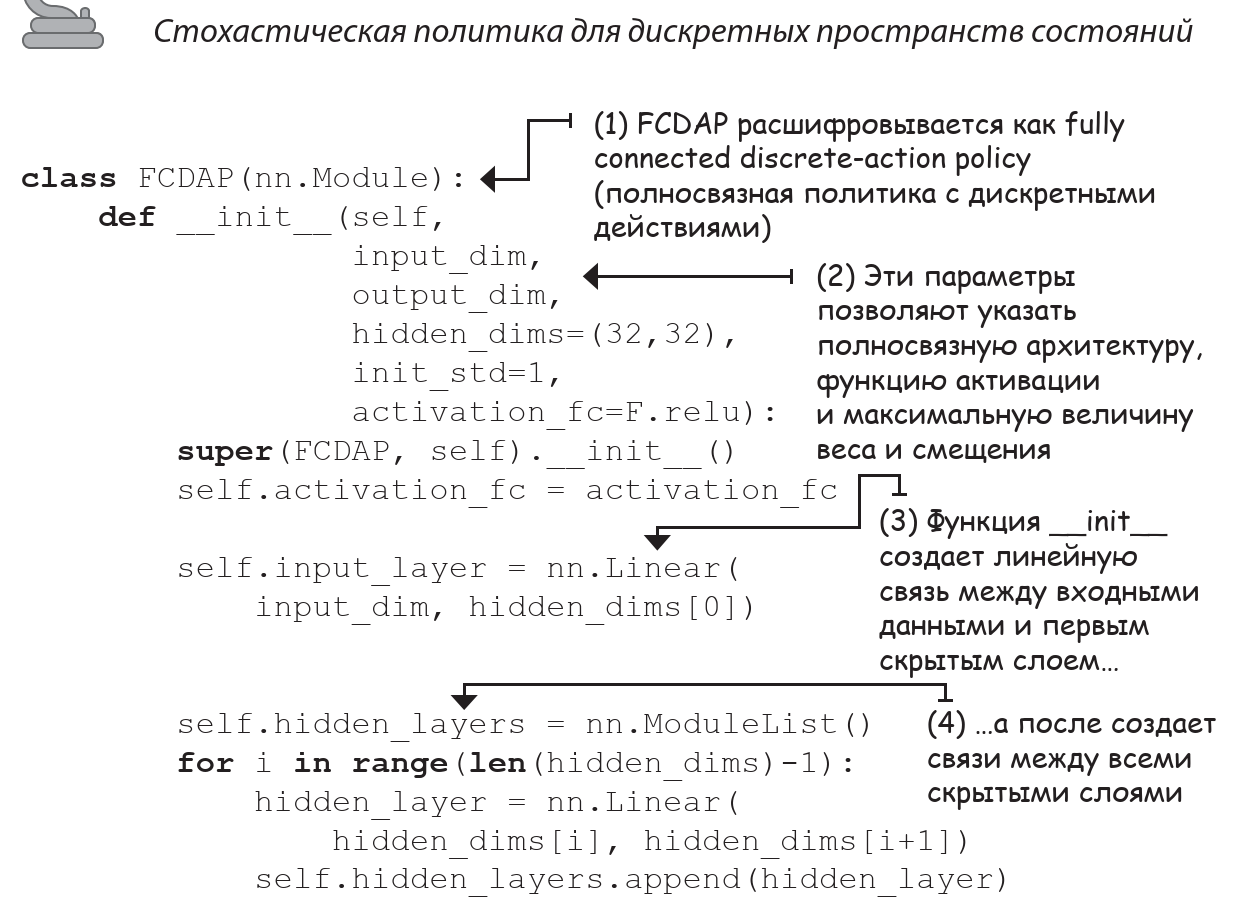 Стохастическая политика для дискретных пространств состояний
(1) FCDAP расшифровывается как fully
connected discrete-action policy
(полносвязная политика с дискретными
действиями)
class FCDAP(nn.Module):
    def __init__(self,
                 input_dim,
                 output_dim,
                 hidden_dims=(32,32),
                 init_std=1,
                 activation_fc=F.relu):
(2) Эти параметры
позволяют указать
полносвязную архитектуру,
функцию активации
и максимальную величину
веса и смещения
        super(FCDAP, self).__init__()
        self.activation_fc = activation_fc
(3) Функция __init__
создает линейную
связь между входными
данными и первым
скрытым слоем…
        self.input_layer = nn.Linear(
            input_dim, hidden_dims[0])
        self.hidden_layers = nn.ModuleList()
        for i in range(len(hidden_dims)-1):
            hidden_layer = nn.Linear(
                hidden_dims[i], hidden_dims[i+1])
            self.hidden_layers.append(hidden_layer)
(4) …а после создает
связи между всеми
скрытыми слоями